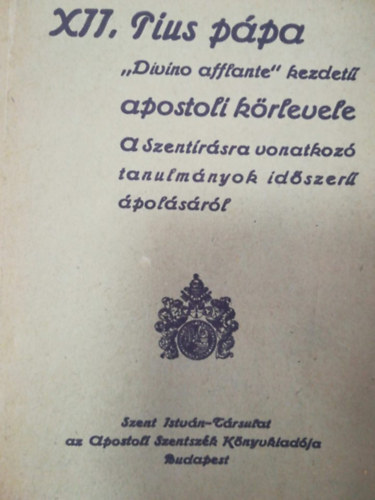 XII. Pius pápa
„Divino afflante" kezdetű
apostoli körlevele
a Szentírásra vonatkozó
tanulmányok időszerű
ápolásáról
Szent István-Társulat
az Apostoli Szentszék Könyvkiadója
Budapest